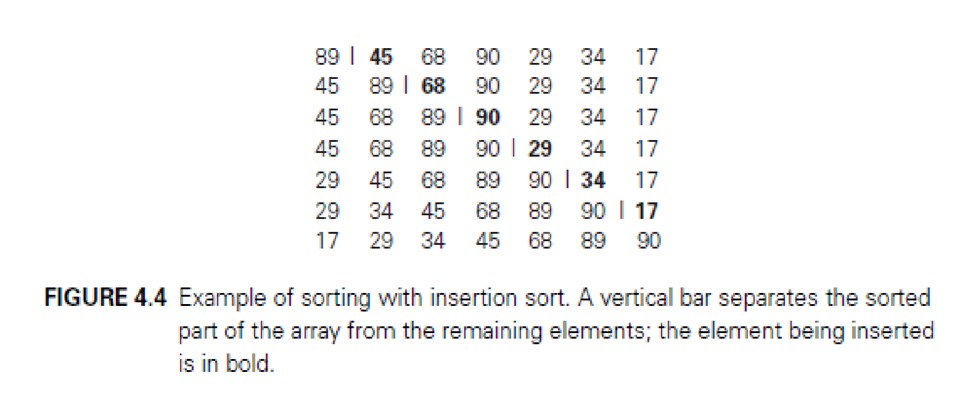 89 | 45 68 90 29 34 17
45 89 | 68 90 29 34 17
45 68 89 | 90 29 34 17
45 68 89 90 | 29 34 17
29 45 68 89 90 | 34 17
29 34 45 68 89 90 | 17
17 29 34 45 68 89 90
FIGURE 4.4 Example of sorting with insertion sort. A vertical bar separates the sorted
part of the array from the remaining elements; the element being inserted
is in bold.